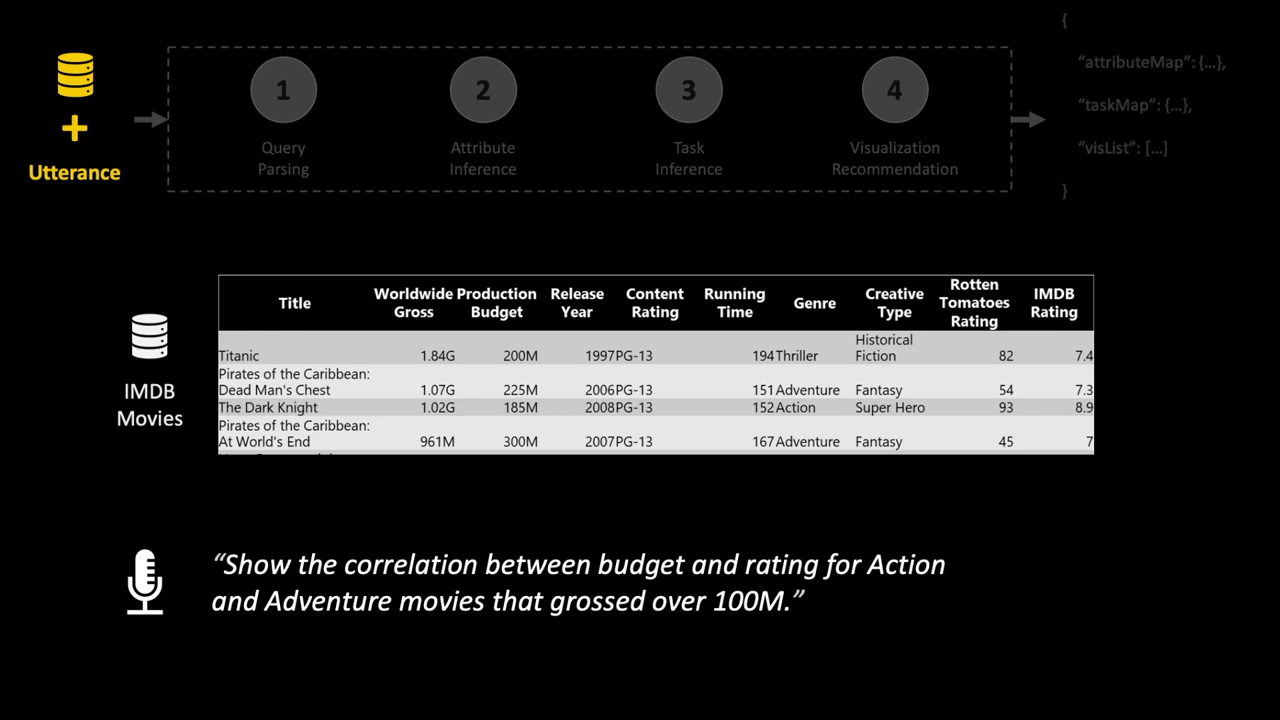 {
"attributeMap": {…},
"taskMap": {…},
"visList": […]
}
1
2
3
4
Utterance
Query
Parsing
Attribute
Inference
Task
Inference
Visualization
Recommendation
IMDB
Movies
Title Worldwide Gross Production Budget Release Year Content Rating Running Time Genre Creative Type Rotten Tomatoes Rating IMDB Rating
Titanic 1.84G 200M 1997 PG-13 194 Thriller Historical Fiction 82 7.4
Pirates of the Caribbean: Dead Man's Chest 1.07G 225M 2006 PG-13 151 Adventure Fantasy 54 7.3
The Dark Knight 1.02G 185M 2008 PG-13 152 Action Super Hero 93 8.9
Pirates of the Caribbean: At World's End 961M 300M 2007 PG-13 167 Adventure Fantasy 45 7
“Show the correlation between budget and rating for Action
and Adventure movies that grossed over 100M.”